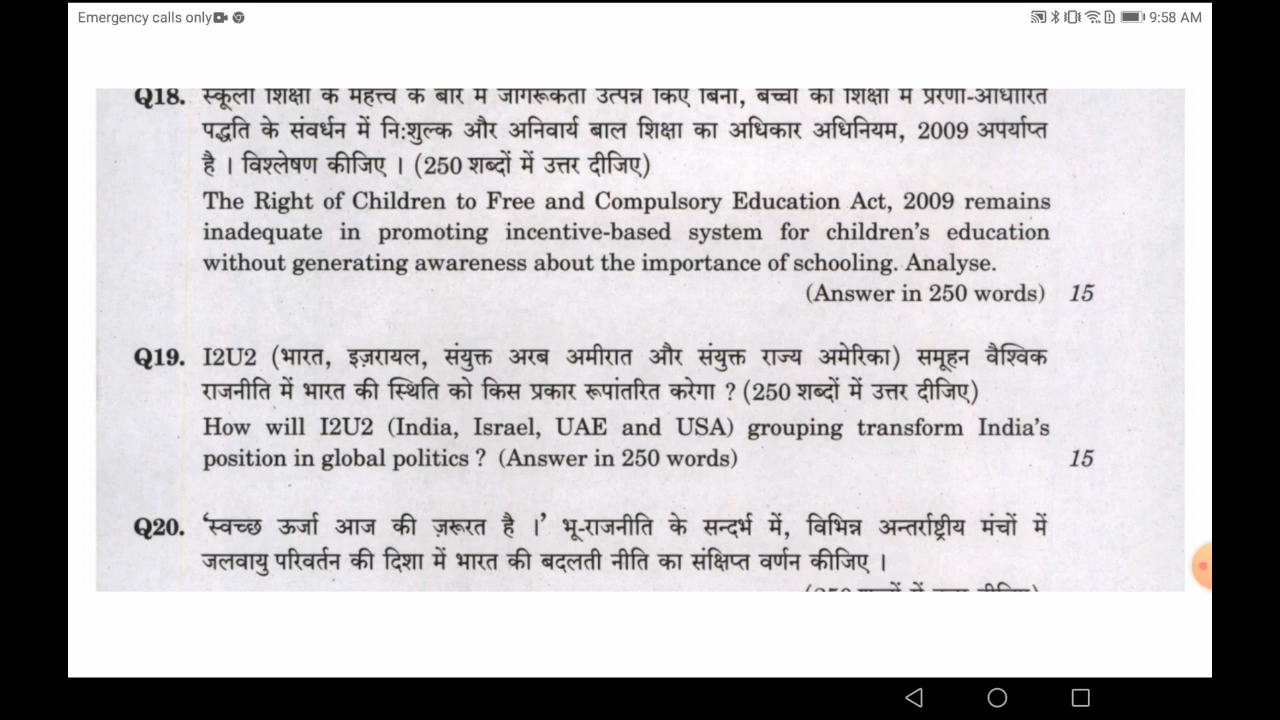 Emergency calls only
9:58 AM
Q18. स्कूली शिक्षा के महत्त्व के बारे में जागरूकता उत्पन्न किए बिना, बच्चों की शिक्षा में प्रेरणा-आधारित
पद्धति के संवर्धन में नि:शुल्क और अनिवार्य बाल शिक्षा का अधिकार अधिनियम, 2009 अपर्याप्त
है । विश्लेषण कीजिए । (250 शब्दों में उत्तर दीजिए)
The Right of Children to Free and Compulsory Education Act, 2009 remains
inadequate in promoting incentive-based system for children's education
without generating awareness about the importance of schooling. Analyse.
(Answer in 250 words) 15
Q19. I2U2 (भारत, इज़रायल, संयुक्त अरब अमीरात और संयुक्त राज्य अमेरिका) समूहन वैश्विक
राजनीति में भारत की स्थिति को किस प्रकार रूपांतरित करेगा ? (250 शब्दों में उत्तर दीजिए)
How will I2U2 (India, Israel, UAE and USA) grouping transform India's
position in global politics ? (Answer in 250 words) 15
Q20. 'स्वच्छ ऊर्जा आज की ज़रूरत है ।' भू-राजनीति के सन्दर्भ में, विभिन्न अन्तर्राष्ट्रीय मंचों में
जलवायु परिवर्तन की दिशा में भारत की बदलती नीति का संक्षिप्त वर्णन कीजिए ।